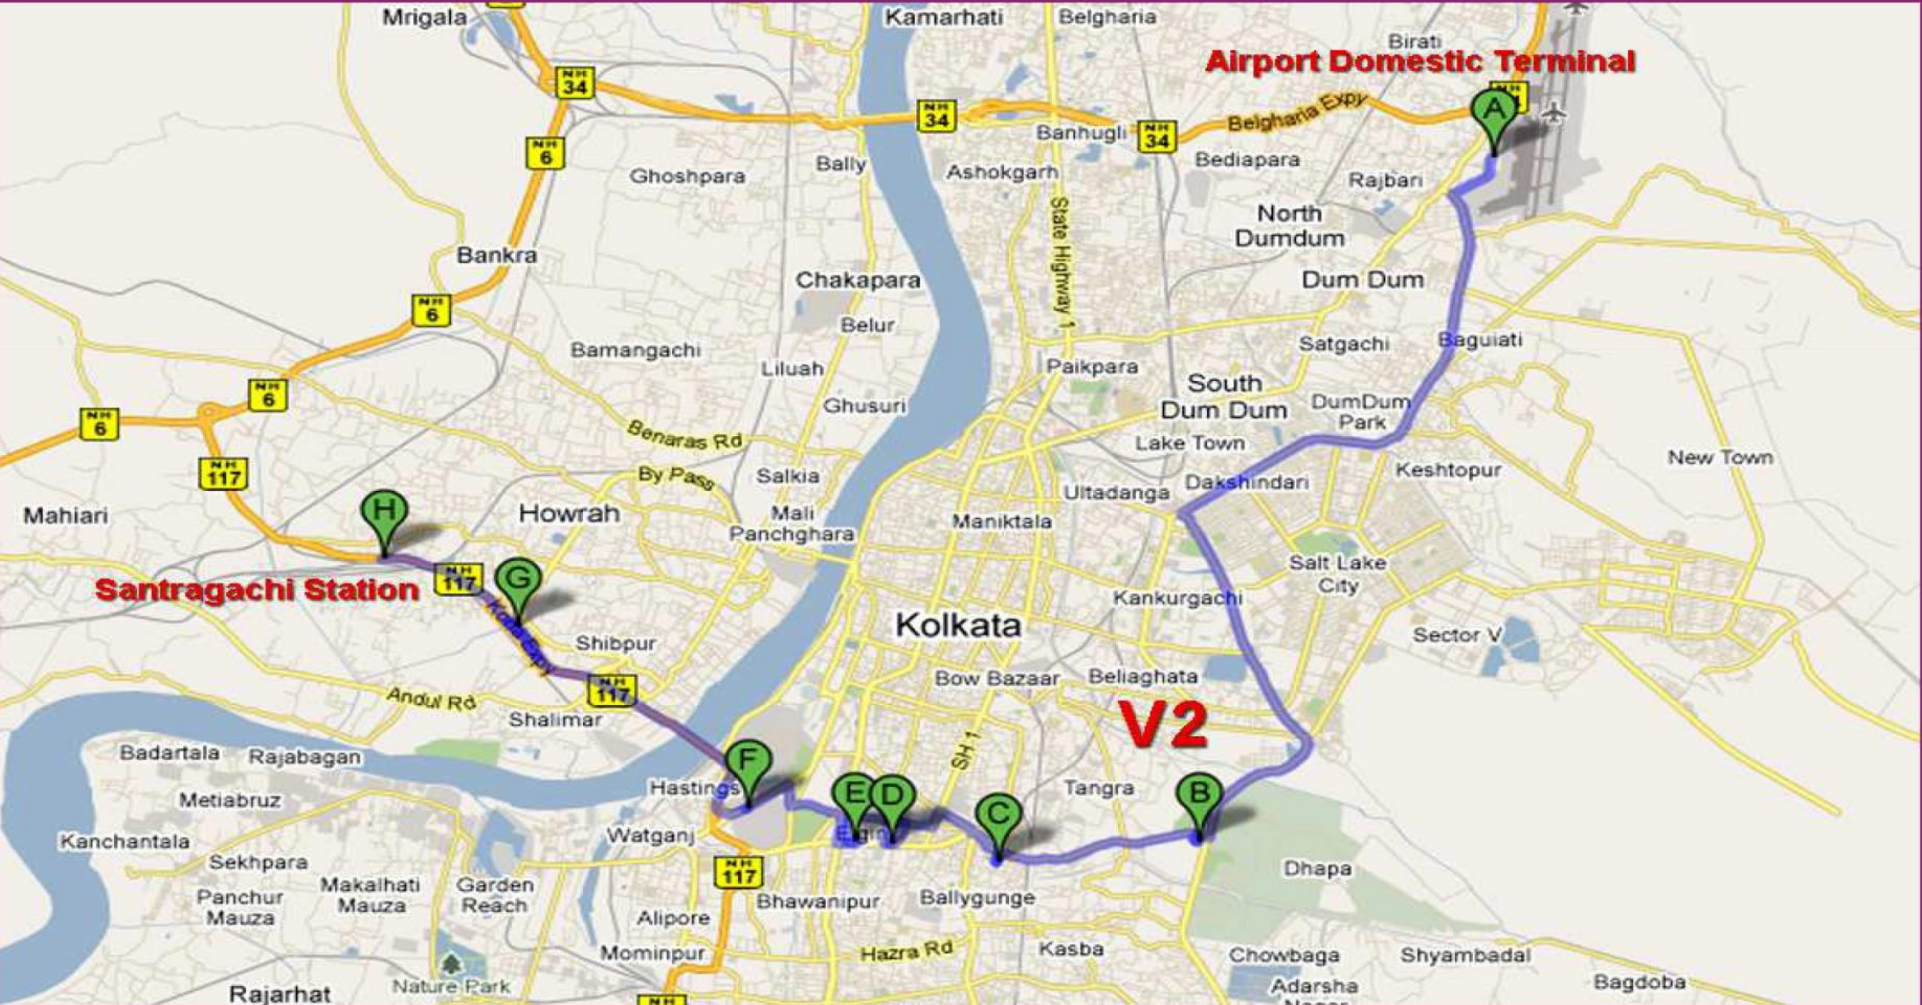 Mrigala
Kamarhati
Belgharia
Birati
Airport Domestic Terminal
NH
34
NH
34
Belgharia Expy
A
Banhugli
NH
34
NH
6
Bally
Ghoshpara
Ashokgarh
Bediapara
Rajbari
State Highway 1
North
Dumdum
Bankra
Chakapara
Dum Dum
NH
6
Belur
Bamangachi
Liluah
Satgachi
Baguiati
Paikpara
NH
6
South
Dum Dum
Ghusuri
DumDum
Park
NH
6
Benaras Rd
Lake Town
By Pass
NH
117
Salkia
Ultadanga
Dakshindari
Keshtopur
New Town
Mahiari
H
Howrah
Mali
Panchghara
Maniktala
Salt Lake
City
G
NH
117
Santragachi Station
Kona Expy
Kankurgachi
Kolkata
Shibpur
Sector V
Bow Bazaar
Beliaghata
NH
117
Andul Rd
Shalimar
V2
SH 1
Badartala
Rajabagan
F
Hastings
E
D
C
Tangra
B
Metiabruz
Elgin
Watganj
Kanchantala
Sekhpara
NH
117
Dhapa
Panchur
Mauza
Makalhati
Mauza
Garden
Reach
Bhawanipur
Ballygunge
Alipore
Mominpur
Hazra Rd
Kasba
Chowbaga
Shyambadal
Nature Park
Rajarhat
Adarsha
Bagdoba
NH